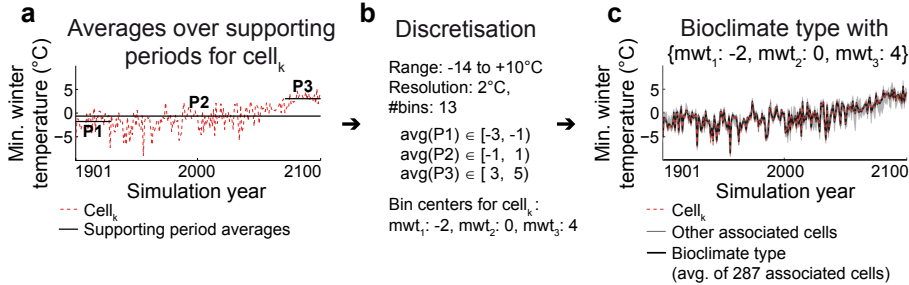 a
Averages over supporting
periods for cell_k
Min. winter
temperature (°C)
5
0
−5
P1
P2
P3
1901
2000
2100
Simulation year
Cell_k
Supporting period averages
b
Discretisation
Range: -14 to +10°C
Resolution: 2°C,
#bins: 13
avg(P1) ∈ [-3, -1)
avg(P2) ∈ [-1, 1)
avg(P3) ∈ [ 3, 5)
Bin centers for cell_k :
mwt_1: -2, mwt_2: 0, mwt_3: 4
c
Bioclimate type with
{mwt_1: -2, mwt_2: 0, mwt_3: 4}
Min. winter
temperature (°C)
5
0
−5
1901
2000
2100
Simulation year
Cell_k
Other associated cells
Bioclimate type
(avg. of 287 associated cells)